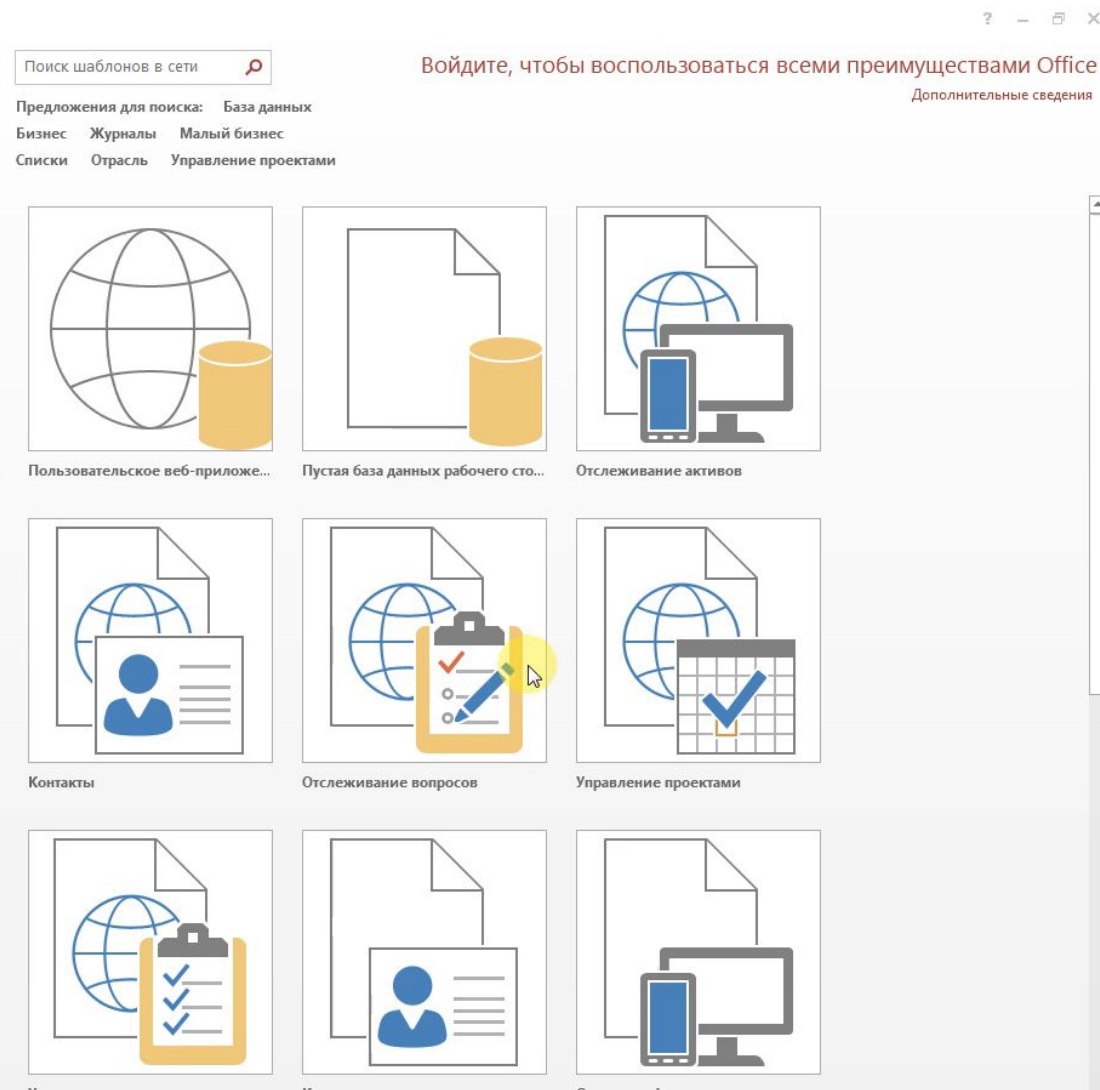 ?
Поиск шаблонов в сети
Войдите, чтобы воспользоваться всеми преимуществами Office
Дополнительные сведения
Предложения для поиска: База данных
Бизнес Журналы Малый бизнес
Списки Отрасль Управление проектами
Пользовательское веб-приложе...
Пустая база данных рабочего сто...
Отслеживание активов
Контакты
Отслеживание вопросов
Управление проектами